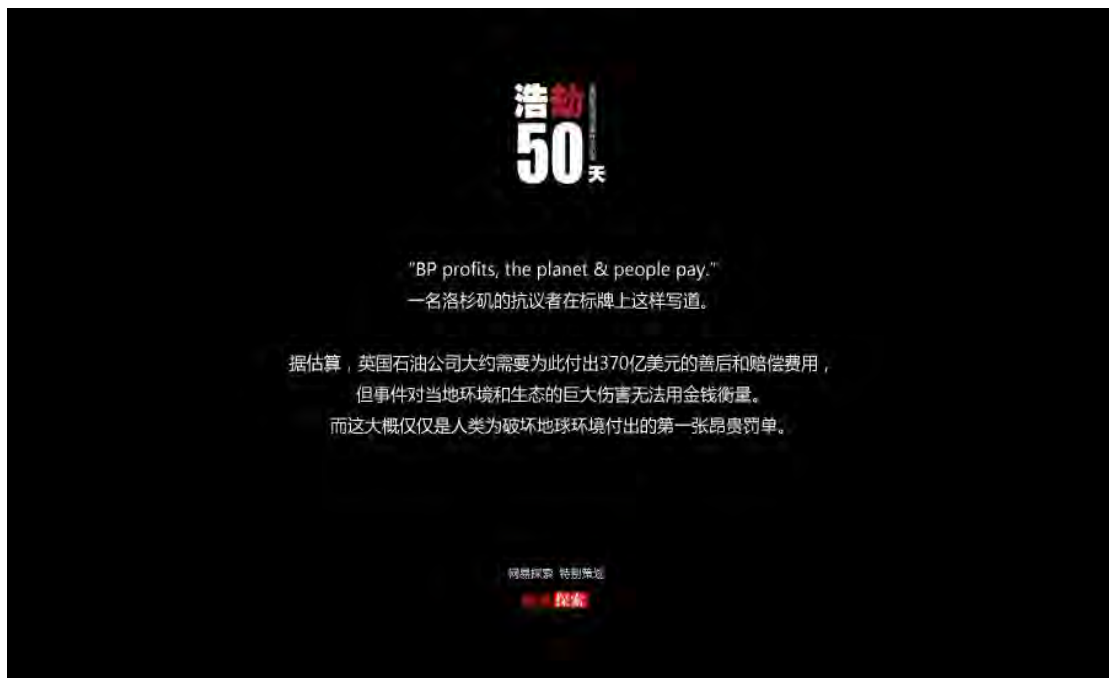 浩劫
50天
"BP profits, the planet & people pay."
一名洛杉矶的抗议者在标牌上这样写道。
据估算，英国石油公司大约需要为此付出370亿美元的善后和赔偿费用，
但事件对当地环境和生态的巨大伤害无法用金钱衡量。
而这大概仅仅是人类为破坏地球环境付出的第一张昂贵罚单。
网易探索 特别策划
探索